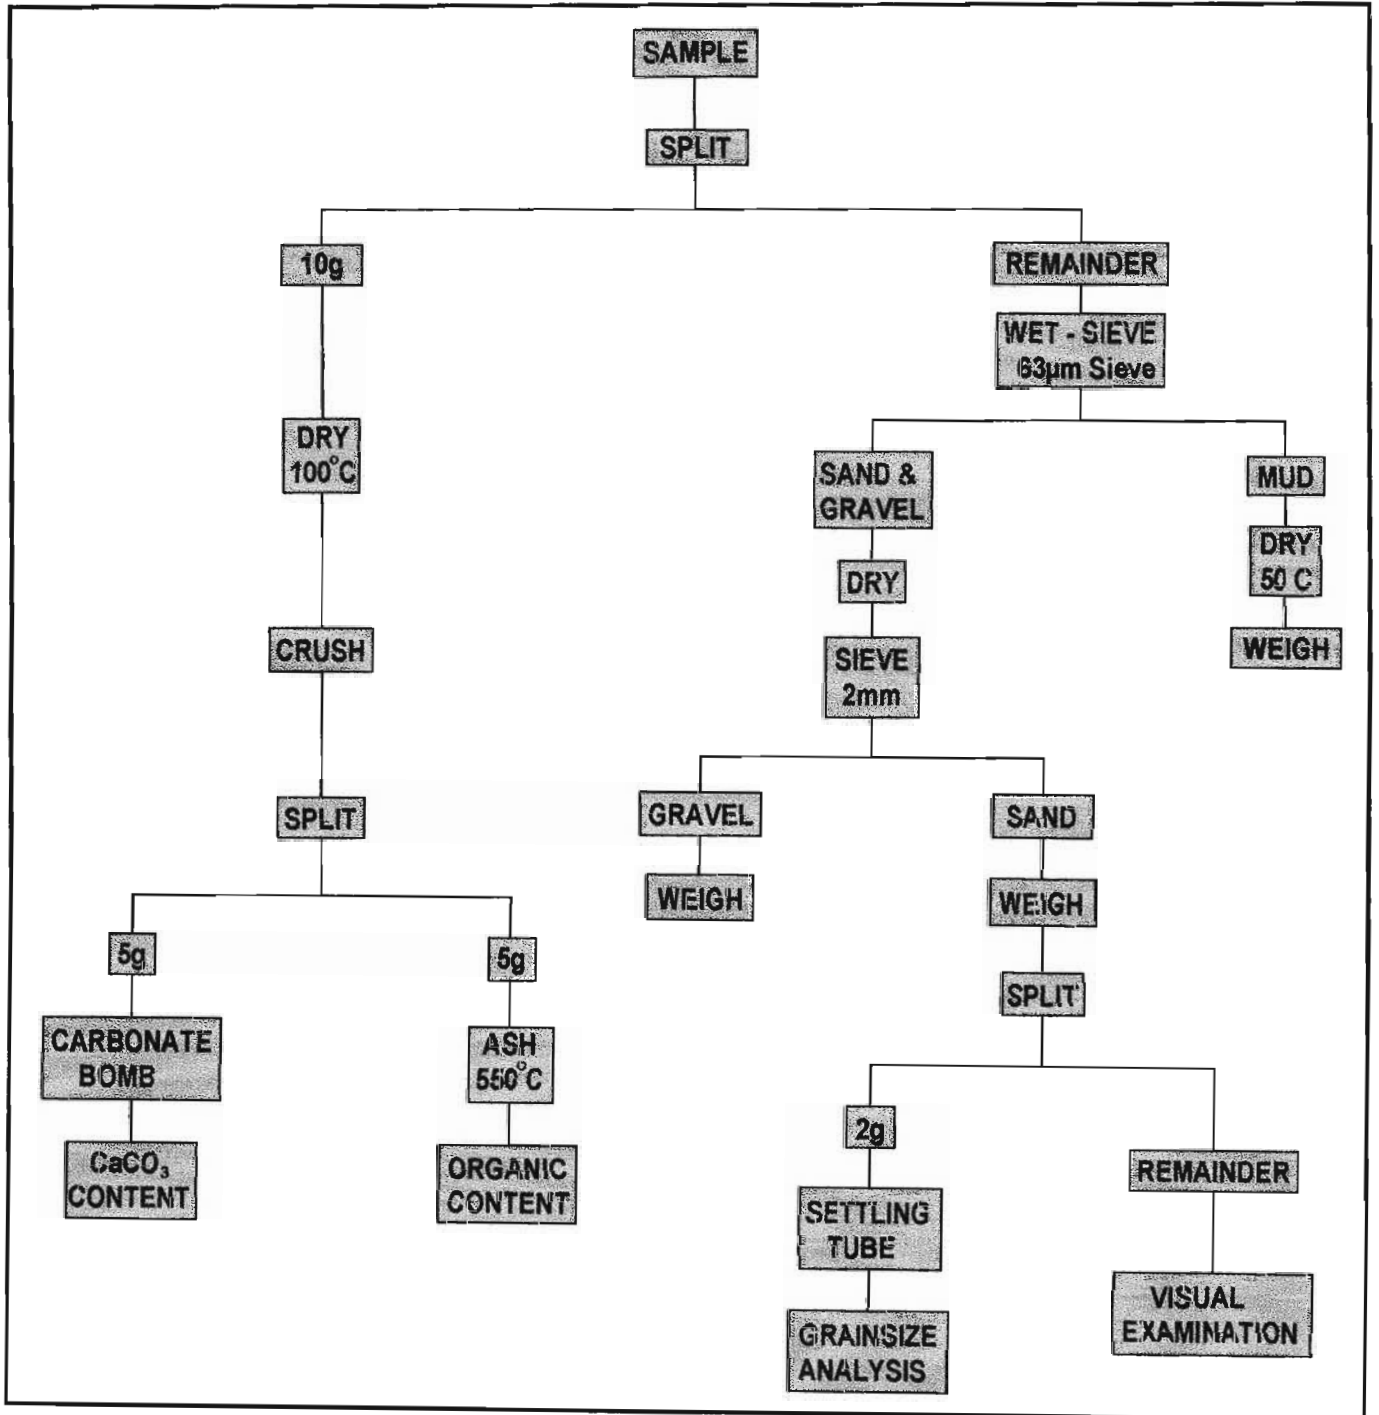 SAMPLE
SPLIT
10g
DRY
100°C
CRUSH
SPLIT
5g
CARBONATE
BOMB
CaCO₃
CONTENT
5g
ASH
550°C
ORGANIC
CONTENT
REMAINDER
WET - SIEVE
63µm Sieve
SAND &
GRAVEL
DRY
SIEVE
2mm
GRAVEL
WEIGH
SAND
WEIGH
SPLIT
2g
SETTLING
TUBE
GRAINSIZE
ANALYSIS
REMAINDER
VISUAL
EXAMINATION
MUD
DRY
50 C
WEIGH